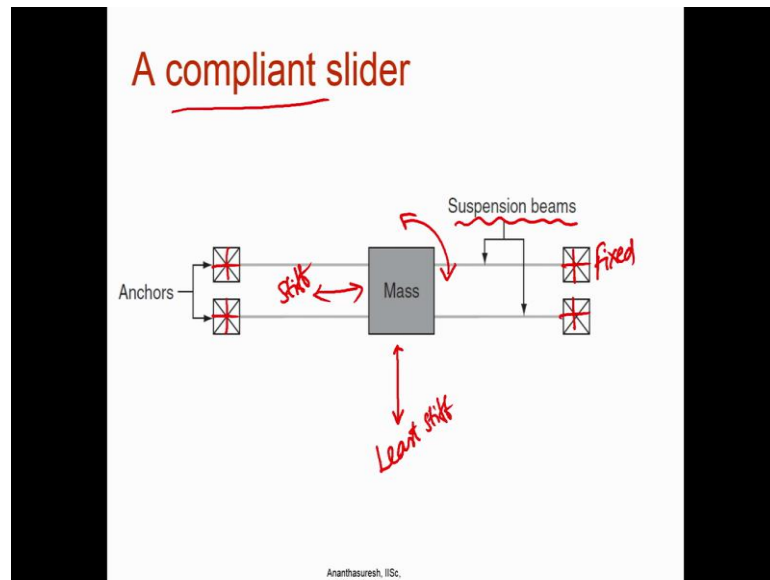 A compliant slider
Suspension beams
fixed
Anchors
stiff
Mass
Least stiff
Ananthasuresh, IISc,